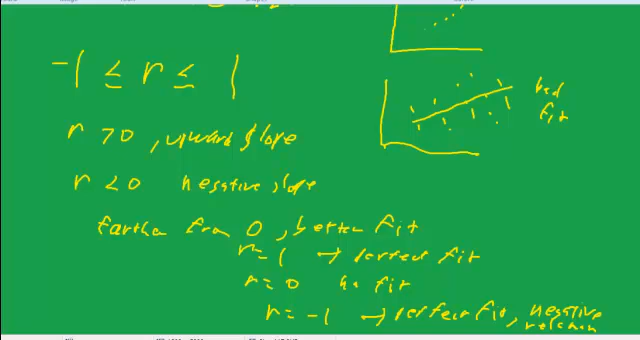 -1 ≤ r ≤ 1
r > 0, upward slope
r < 0 negative slope
bad
fit
farther from 0, better fit
r = 1 → perfect fit
r = 0 no fit
r = -1 → perfect fit, negative